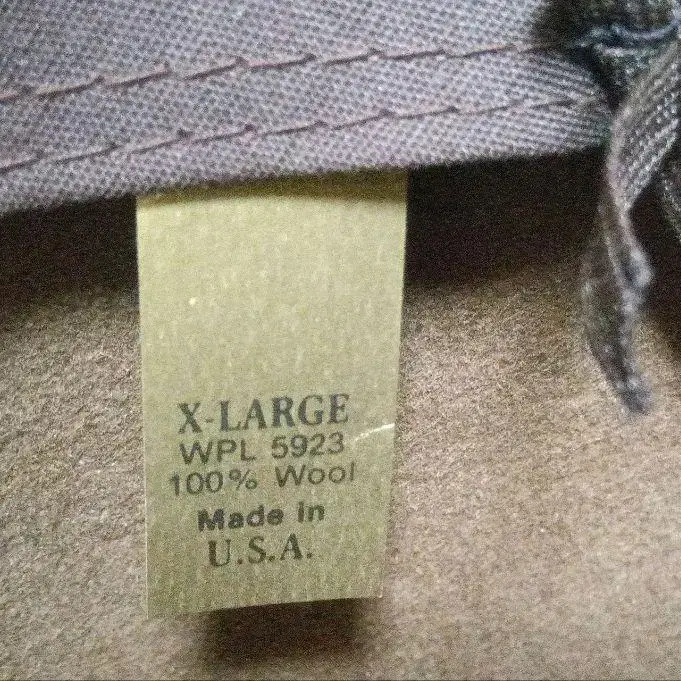 X-LARGE
WPL 5923
100% Wool
Made in
U.S.A.